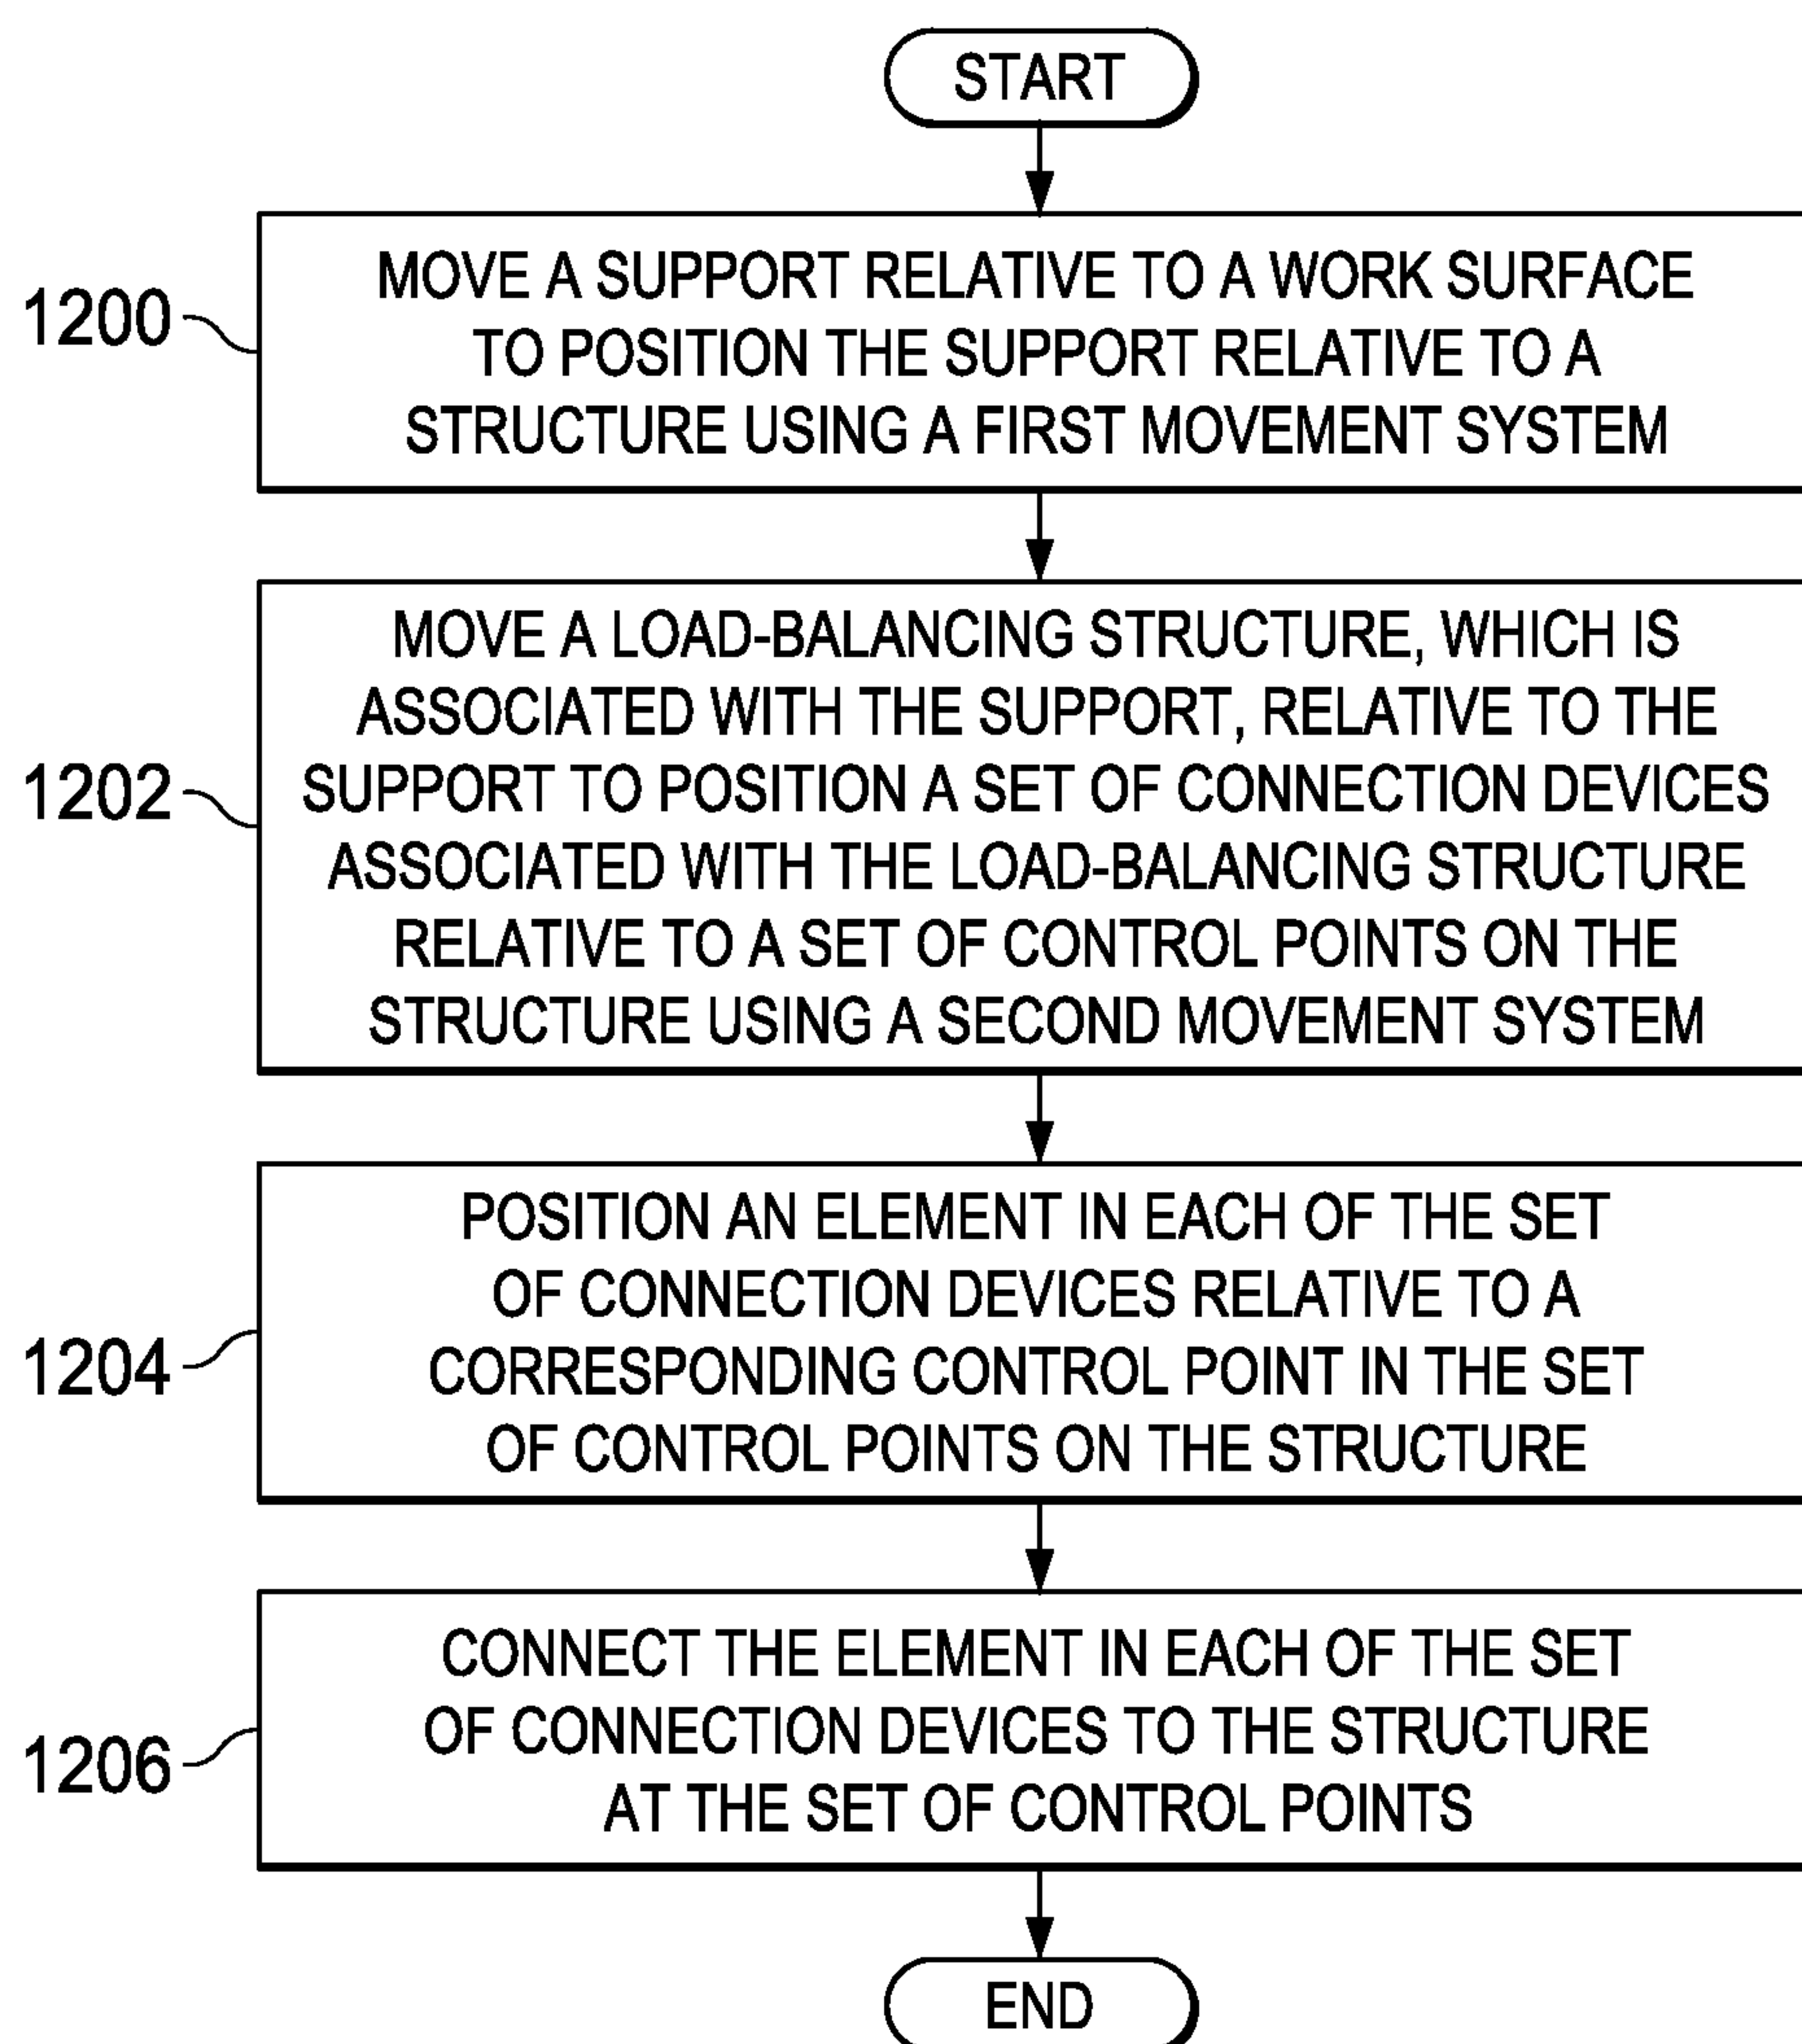 START
1200
MOVE A SUPPORT RELATIVE TO A WORK SURFACE
TO POSITION THE SUPPORT RELATIVE TO A
STRUCTURE USING A FIRST MOVEMENT SYSTEM
1202
MOVE A LOAD-BALANCING STRUCTURE, WHICH IS
ASSOCIATED WITH THE SUPPORT, RELATIVE TO THE
SUPPORT TO POSITION A SET OF CONNECTION DEVICES
ASSOCIATED WITH THE LOAD-BALANCING STRUCTURE
RELATIVE TO A SET OF CONTROL POINTS ON THE
STRUCTURE USING A SECOND MOVEMENT SYSTEM
1204
POSITION AN ELEMENT IN EACH OF THE SET
OF CONNECTION DEVICES RELATIVE TO A
CORRESPONDING CONTROL POINT IN THE SET
OF CONTROL POINTS ON THE STRUCTURE
1206
CONNECT THE ELEMENT IN EACH OF THE SET
OF CONNECTION DEVICES TO THE STRUCTURE
AT THE SET OF CONTROL POINTS
END